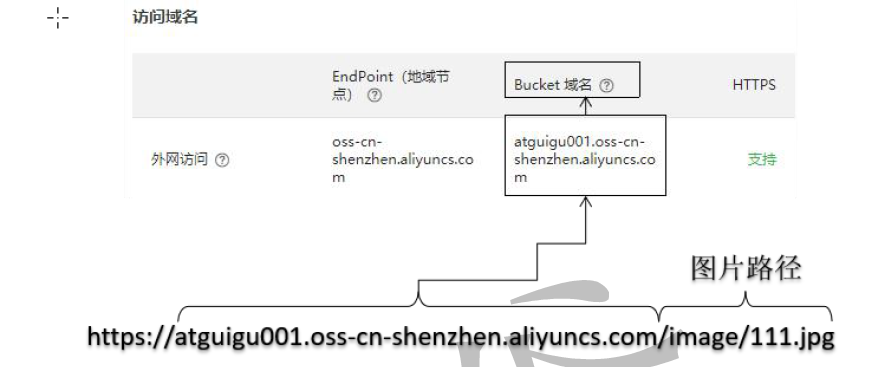 访问域名
EndPoint（地域节
点） ?
Bucket 域名 ?
HTTPS
外网访问 ?
oss-cn-
shenzhen.aliyuncs.co
m
atguigu001.oss-cn-
shenzhen.aliyuncs.co
m
支持
图片路径
https://atguigu001.oss-cn-shenzhen.aliyuncs.com/image/111.jpg